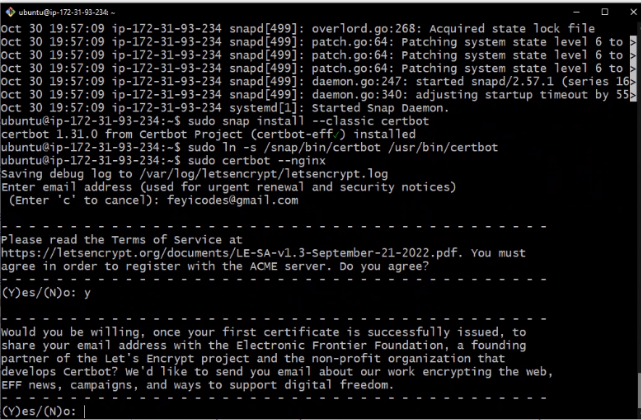 ubuntu@ip-172-31-93-234: ~
Oct 30 19:57:09 ip-172-31-93-234 snapd[499]: overlord.go:268: Acquired state lock file
Oct 30 19:57:09 ip-172-31-93-234 snapd[499]: patch.go:64: Patching system state level 6 to >
Oct 30 19:57:09 ip-172-31-93-234 snapd[499]: patch.go:64: Patching system state level 6 to >
Oct 30 19:57:09 ip-172-31-93-234 snapd[499]: patch.go:64: Patching system state level 6 to >
Oct 30 19:57:09 ip-172-31-93-234 snapd[499]: daemon.go:247: started snapd/2.57.1 (series 16>
Oct 30 19:57:09 ip-172-31-93-234 snapd[499]: daemon.go:340: adjusting startup timeout by 55>
Oct 30 19:57:09 ip-172-31-93-234 systemd[1]: Started Snap Daemon.
ubuntu@ip-172-31-93-234:~$ sudo snap install --classic certbot
certbot 1.31.0 from Certbot Project (certbot-eff✓) installed
ubuntu@ip-172-31-93-234:~$ sudo ln -s /snap/bin/certbot /usr/bin/certbot
ubuntu@ip-172-31-93-234:~$ sudo certbot --nginx
Saving debug log to /var/log/letsencrypt/letsencrypt.log
Enter email address (used for urgent renewal and security notices)
 (Enter 'c' to cancel): feyicodes@gmail.com
- - - - - - - - - - - - - - - - - - - - - - - - - - - - - - - - - - - - - - - -
Please read the Terms of Service at
https://letsencrypt.org/documents/LE-SA-v1.3-September-21-2022.pdf. You must
agree in order to register with the ACME server. Do you agree?
- - - - - - - - - - - - - - - - - - - - - - - - - - - - - - - - - - - - - - - -
(Y)es/(N)o: y
- - - - - - - - - - - - - - - - - - - - - - - - - - - - - - - - - - - - - - - -
Would you be willing, once your first certificate is successfully issued, to
share your email address with the Electronic Frontier Foundation, a founding
partner of the Let's Encrypt project and the non-profit organization that
develops Certbot? We'd like to send you email about our work encrypting the web,
EFF news, campaigns, and ways to support digital freedom.
- - - - - - - - - - - - - - - - - - - - - - - - - - - - - - - - - - - - - - - -
(Y)es/(N)o: